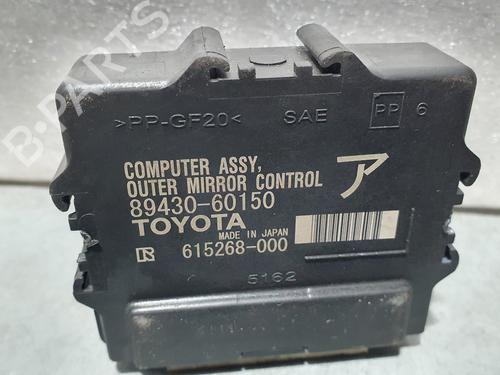 >PP-GF20<
SAE
PP 6
COMPUTER ASSY,
OUTER MIRROR CONTROL
ア
89430-60150
TOYOTA
MADE IN JAPAN
R 615268-000
5162
B-PARTS